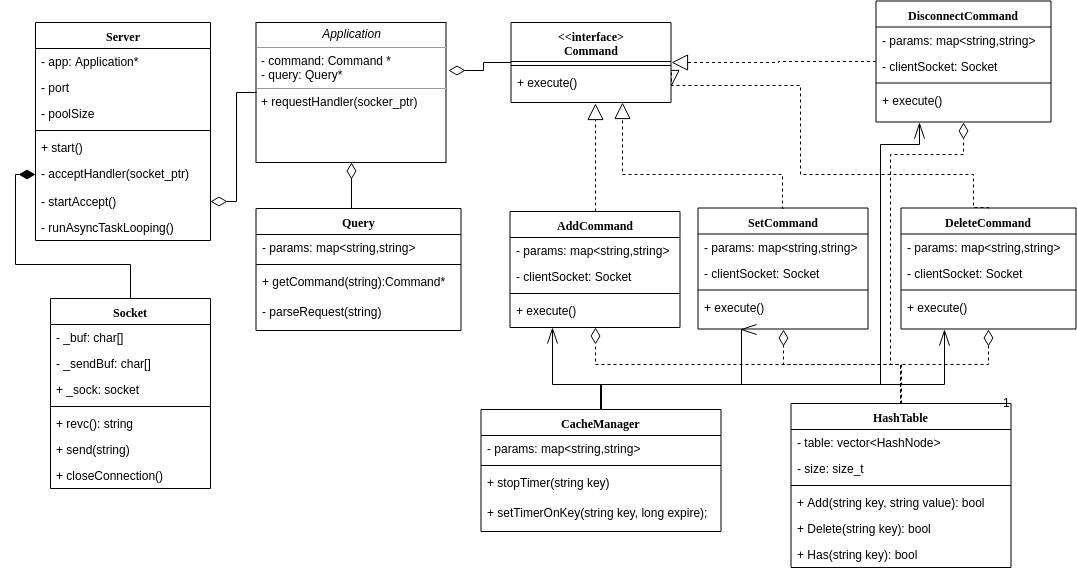 Server
- app: Application*
- port
- poolSize
+ start()
- acceptHandler(socket_ptr)
- startAccept()
- runAsyncTaskLooping()
Application
- command: Command *
- query: Query*
+ requestHandler(socker_ptr)
<<interface>
Command
+ execute()
DisconnectCommand
- params: map<string,string>
- clientSocket: Socket
+ execute()
Query
- params: map<string,string>
+ getCommand(string):Command*
- parseRequest(string)
AddCommand
- params: map<string,string>
- clientSocket: Socket
+ execute()
SetCommand
- params: map<string,string>
- clientSocket: Socket
+ execute()
DeleteCommand
- params: map<string,string>
- clientSocket: Socket
+ execute()
Socket
- _buf: char[]
- _sendBuf: char[]
+ _sock: socket
+ revc(): string
+ send(string)
+ closeConnection()
CacheManager
- params: map<string,string>
+ stopTimer(string key)
+ setTimerOnKey(string key, long expire);
1
HashTable
- table: vector<HashNode>
- size: size_t
+ Add(string key, string value): bool
+ Delete(string key): bool
+ Has(string key): bool